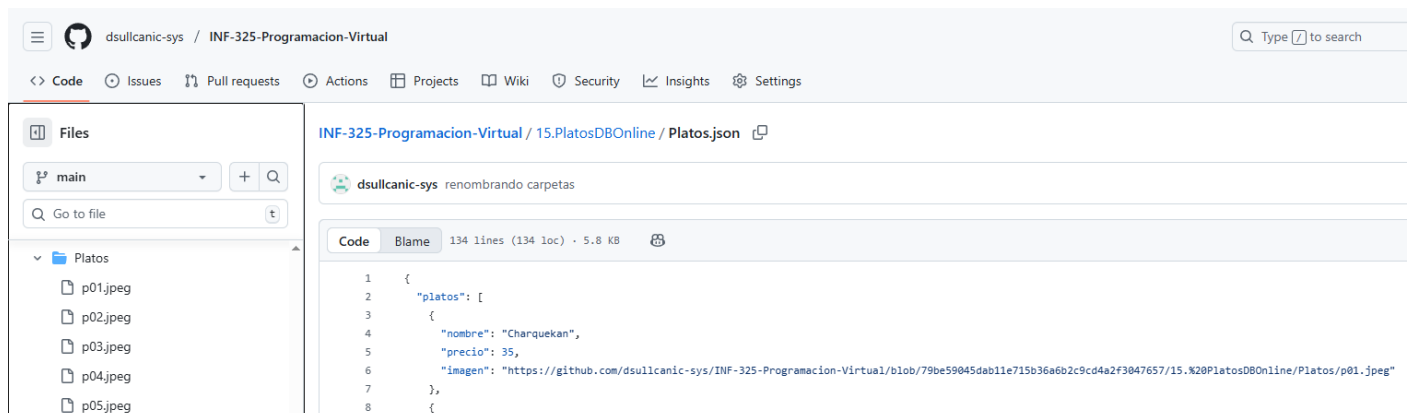 dsullcanic-sys / INF-325-Programacion-Virtual
Type / to search
Code Issues Pull requests Actions Projects Wiki Security Insights Settings
Files
main
Go to file t
Platos
p01.jpeg
p02.jpeg
p03.jpeg
p04.jpeg
p05.jpeg
INF-325-Programacion-Virtual / 15.PlatosDBOnline / Platos.json
dsullcanic-sys renombrando carpetas
Code Blame 134 lines (134 loc) · 5.8 KB
1 {
2 "platos": [
3 {
4 "nombre": "Charquekan",
5 "precio": 35,
6 "imagen": "https://github.com/dsullcanic-sys/INF-325-Programacion-Virtual/blob/79be59045dab11e715b36a6b2c9cd4a2f3047657/15.%20PlatosDBOnline/Platos/p01.jpeg"
7 },
8 {